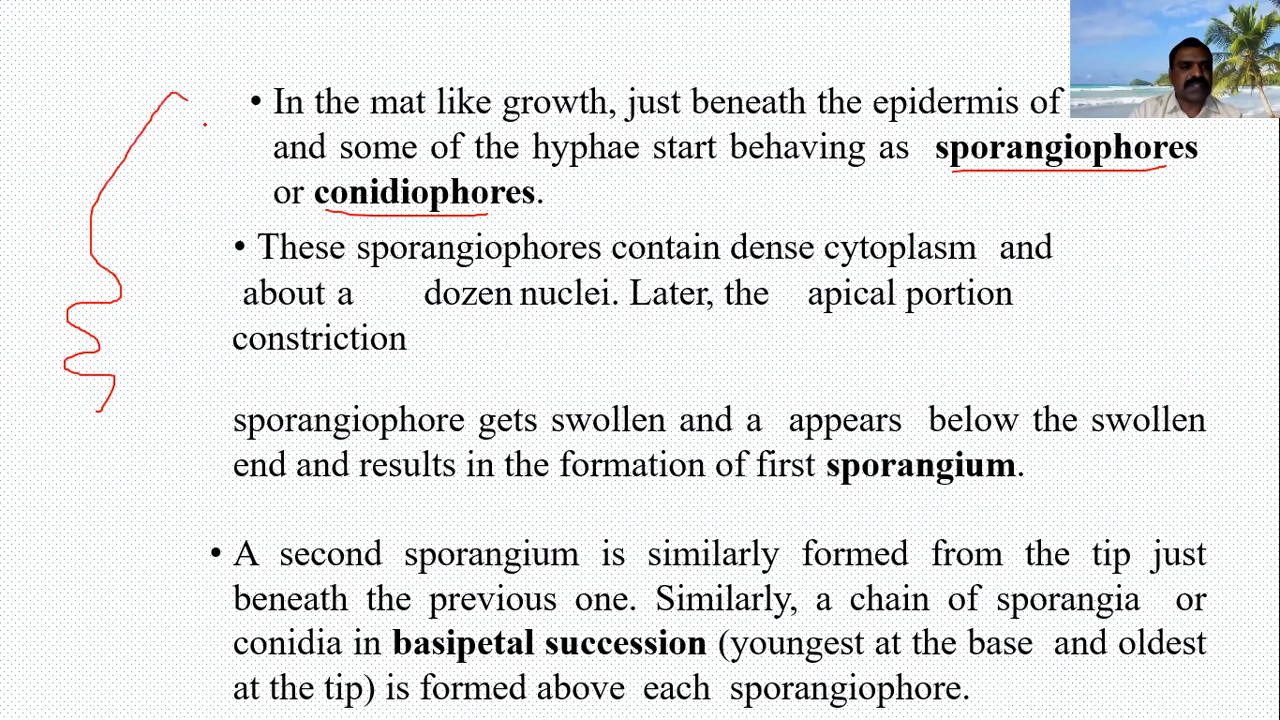 • In the mat like growth, just beneath the epidermis of
and some of the hyphae start behaving as sporangiophores
or conidiophores.
• These sporangiophores contain dense cytoplasm and
about a dozen nuclei. Later, the apical portion
constriction
sporangiophore gets swollen and a appears below the swollen
end and results in the formation of first sporangium.
• A second sporangium is similarly formed from the tip just
beneath the previous one. Similarly, a chain of sporangia or
conidia in basipetal succession (youngest at the base and oldest
at the tip) is formed above each sporangiophore.